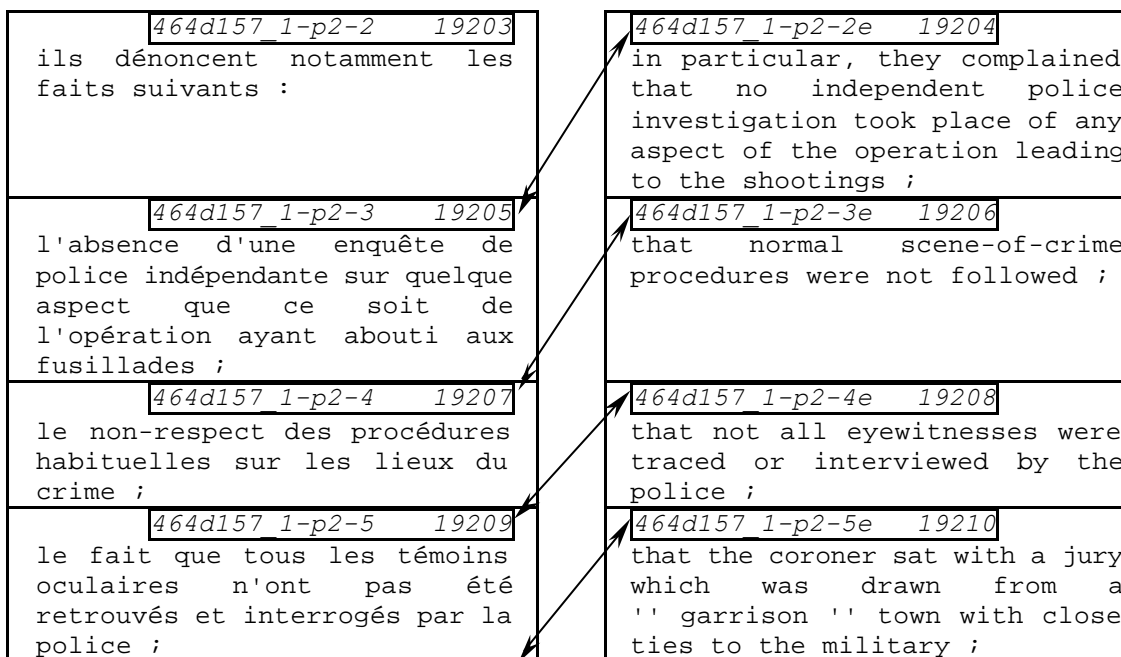 464d157_1-p2-2 19203
ils dénoncent notamment les
faits suivants :
464d157_1-p2-3 19205
l'absence d'une enquête de
police indépendante sur quelque
aspect que ce soit de
l'opération ayant abouti aux
fusillades ;
464d157_1-p2-4 19207
le non-respect des procédures
habituelles sur les lieux du
crime ;
464d157_1-p2-5 19209
le fait que tous les témoins
oculaires n'ont pas été
retrouvés et interrogés par la
police ;
464d157_1-p2-2e 19204
in particular, they complained
that no independent police
investigation took place of any
aspect of the operation leading
to the shootings ;
464d157_1-p2-3e 19206
that normal scene-of-crime
procedures were not followed ;
464d157_1-p2-4e 19208
that not all eyewitnesses were
traced or interviewed by the
police ;
464d157_1-p2-5e 19210
that the coroner sat with a jury
which was drawn from a
'' garrison '' town with close
ties to the military ;